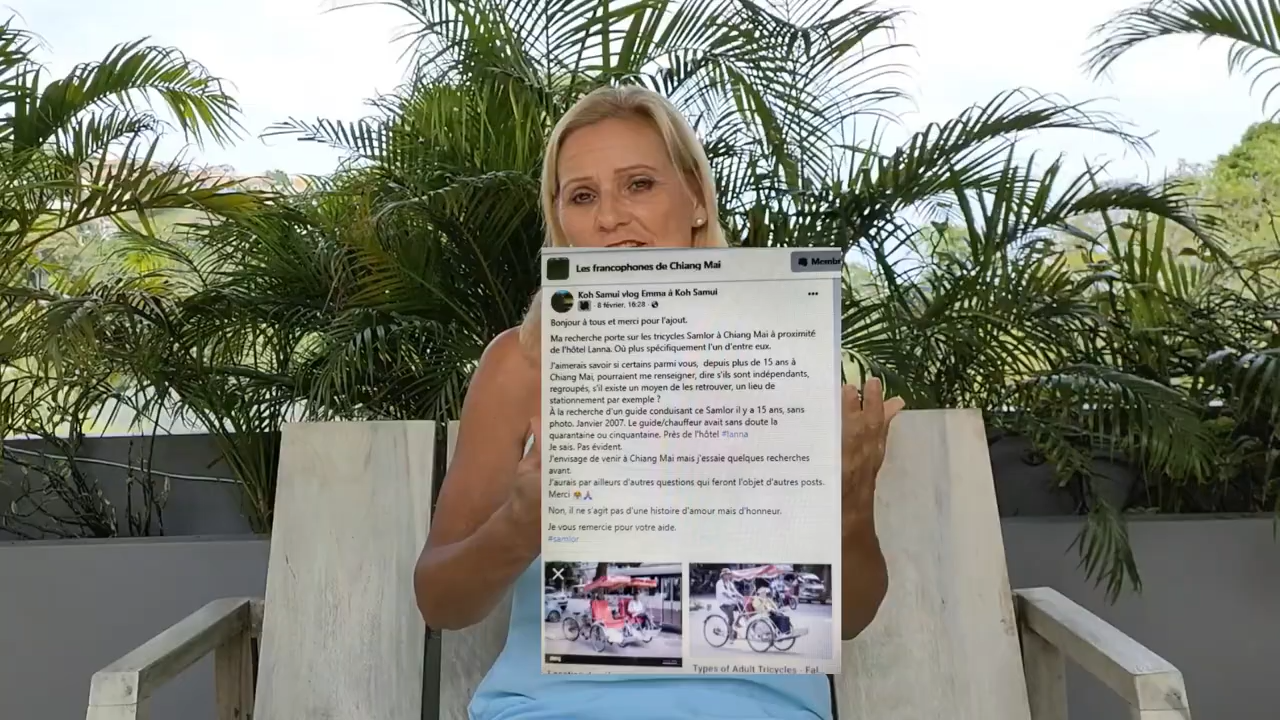 Les francophones de Chiang Mai
Membr
Koh Samui vlog Emma à Koh Samui
8 février, 16:28
Bonjour à tous et merci pour l'ajout.
Ma recherche porte sur les tricycles Samlor à Chiang Mai à proximité
de l'hôtel Lanna. Où plus spécifiquement l'un d'entre eux.
J'aimerais savoir si certains parmi vous, depuis plus de 15 ans à
Chiang Mai, pourraient me renseigner, dire s'ils sont indépendants,
regroupés, s'il existe un moyen de les retrouver, un lieu de
stationnement par exemple ?
À la recherche d'un guide conduisant ce Samlor il y a 15 ans, sans
photo. Janvier 2007. Le guide/chauffeur avait sans doute la
quarantaine ou cinquantaine. Près de l'hôtel #lanna
Je sais. Pas évident.
J'envisage de venir à Chiang Mai mais j'essaie quelques recherches
avant.
J'aurais par ailleurs d'autres questions qui feront l'objet d'autres posts.
Merci
Non, il ne s'agit pas d'une histoire d'amour mais d'honneur.
Je vous remercie pour votre aide.
#samlor
Types of Adult Tricycles - Fal